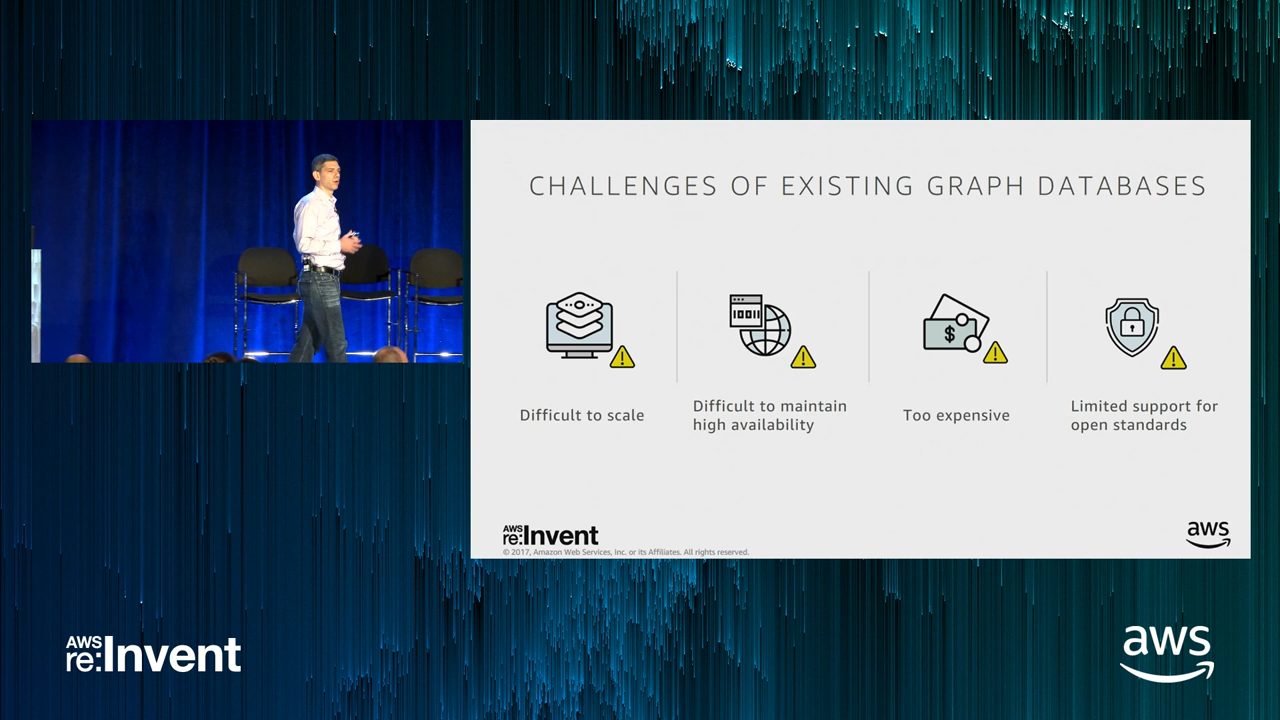 CHALLENGES OF EXISTING GRAPH DATABASES
10011
$
Difficult to scale
Difficult to maintain
high availability
Too expensive
Limited support for
open standards
AWS
re:Invent
© 2017, Amazon Web Services, Inc. or its Affiliates. All rights reserved.
aws
AWS
re:Invent
aws